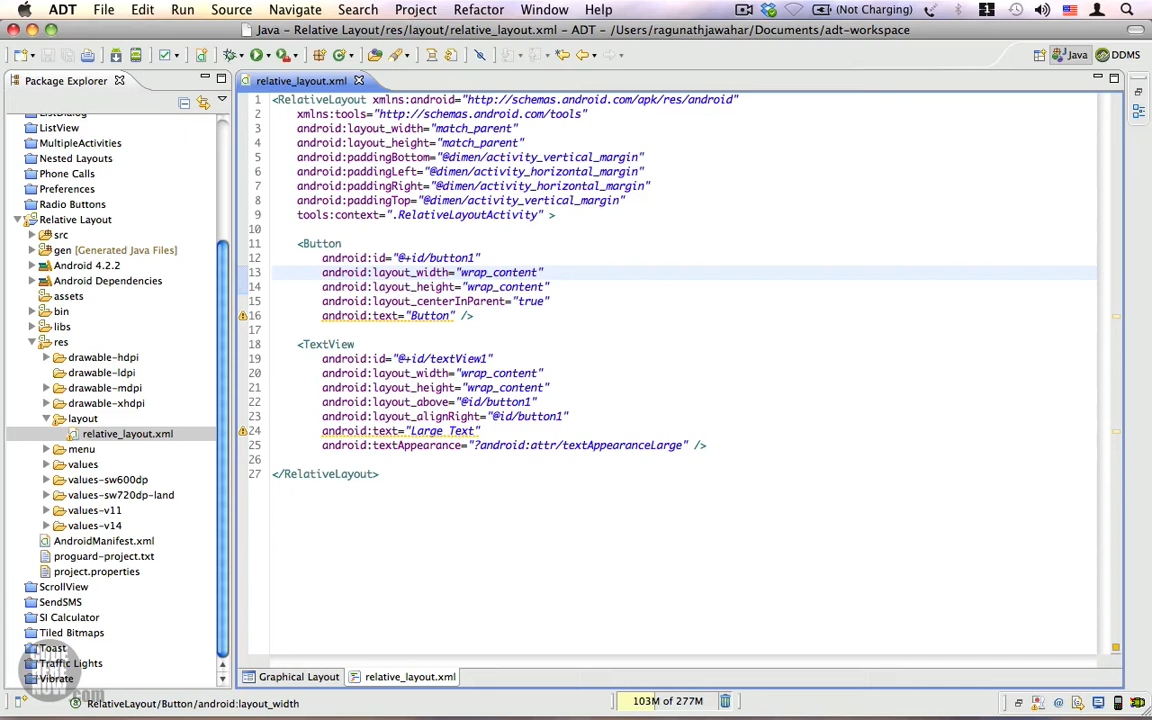 ADT File Edit Run Source Navigate Search Project Refactor Window Help (Not Charging)
Java – Relative Layout/res/layout/relative_layout.xml – ADT – /Users/ragunathjawahar/Documents/adt-workspace
Java DDMS
Package Explorer
relative_layout.xml
ListDialog
ListView
MultipleActivities
Nested Layouts
Phone Calls
Preferences
Radio Buttons
Relative Layout
src
gen [Generated Java Files]
Android 4.2.2
Android Dependencies
assets
bin
libs
res
drawable-hdpi
drawable-ldpi
drawable-mdpi
drawable-xhdpi
layout
relative_layout.xml
menu
values
values-sw600dp
values-sw720dp-land
values-v11
values-v14
AndroidManifest.xml
proguard-project.txt
project.properties
ScrollView
SendSMS
SI Calculator
Tiled Bitmaps
Toast
Traffic Lights
Vibrate
1 <RelativeLayout xmlns:android="http://schemas.android.com/apk/res/android"
2 xmlns:tools="http://schemas.android.com/tools"
3 android:layout_width="match_parent"
4 android:layout_height="match_parent"
5 android:paddingBottom="@dimen/activity_vertical_margin"
6 android:paddingLeft="@dimen/activity_horizontal_margin"
7 android:paddingRight="@dimen/activity_horizontal_margin"
8 android:paddingTop="@dimen/activity_vertical_margin"
9 tools:context=".RelativeLayoutActivity" >
10
11 <Button
12 android:id="@+id/button1"
13 android:layout_width="wrap_content"
14 android:layout_height="wrap_content"
15 android:layout_centerInParent="true"
16 android:text="Button" />
17
18 <TextView
19 android:id="@+id/textView1"
20 android:layout_width="wrap_content"
21 android:layout_height="wrap_content"
22 android:layout_above="@id/button1"
23 android:layout_alignRight="@id/button1"
24 android:text="Large Text"
25 android:textAppearance="?android:attr/textAppearanceLarge" />
26
27 </RelativeLayout>
Graphical Layout relative_layout.xml
RelativeLayout/Button/android:layout_width
103M of 277M